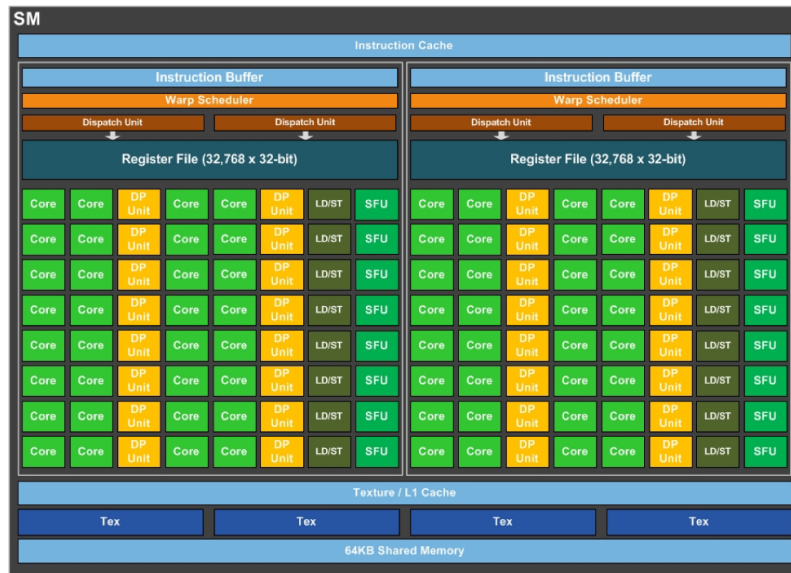 SM
Instruction Cache
Instruction Buffer Instruction Buffer
Warp Scheduler Warp Scheduler
Dispatch Unit Dispatch Unit Dispatch Unit Dispatch Unit
Register File (32,768 x 32-bit) Register File (32,768 x 32-bit)
Core Core DP Unit Core Core DP Unit LD/ST SFU Core Core DP Unit Core Core DP Unit LD/ST SFU
Core Core DP Unit Core Core DP Unit LD/ST SFU Core Core DP Unit Core Core DP Unit LD/ST SFU
Core Core DP Unit Core Core DP Unit LD/ST SFU Core Core DP Unit Core Core DP Unit LD/ST SFU
Core Core DP Unit Core Core DP Unit LD/ST SFU Core Core DP Unit Core Core DP Unit LD/ST SFU
Core Core DP Unit Core Core DP Unit LD/ST SFU Core Core DP Unit Core Core DP Unit LD/ST SFU
Core Core DP Unit Core Core DP Unit LD/ST SFU Core Core DP Unit Core Core DP Unit LD/ST SFU
Core Core DP Unit Core Core DP Unit LD/ST SFU Core Core DP Unit Core Core DP Unit LD/ST SFU
Core Core DP Unit Core Core DP Unit LD/ST SFU Core Core DP Unit Core Core DP Unit LD/ST SFU
Texture / L1 Cache
Tex Tex Tex Tex
64KB Shared Memory